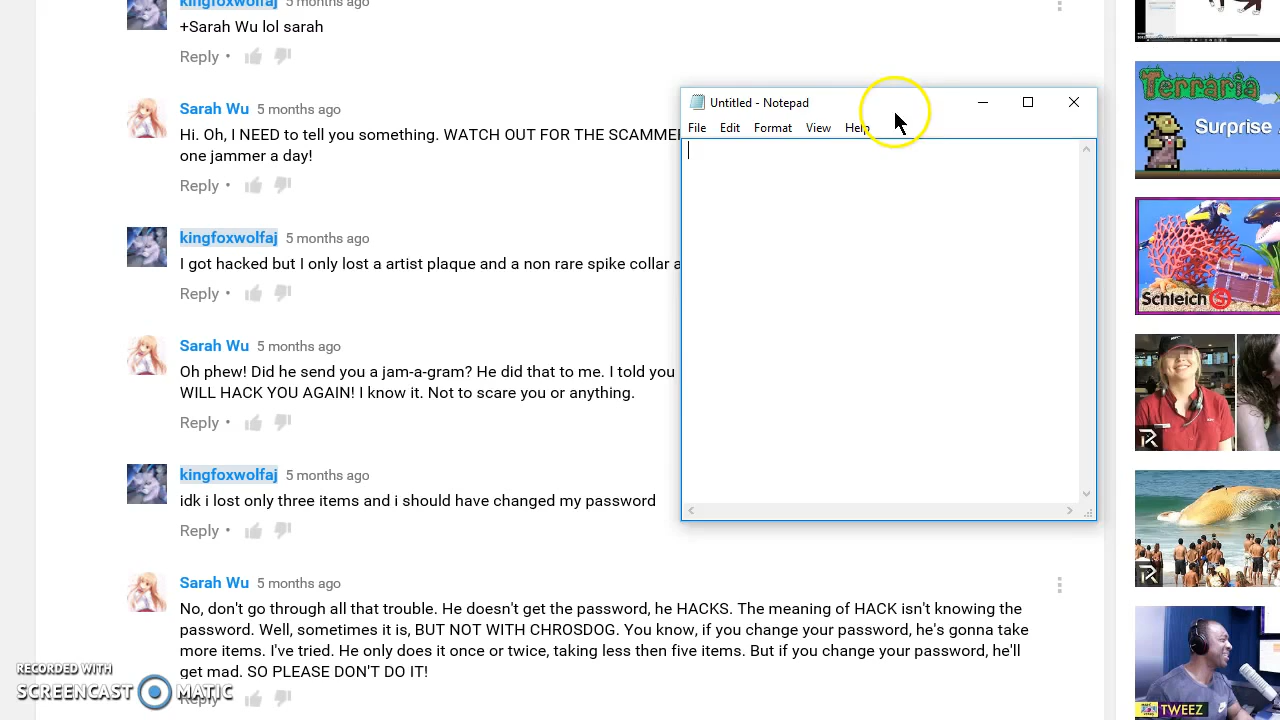 kingfoxwolfaj 5 months ago
+Sarah Wu lol sarah
Reply •
Sarah Wu 5 months ago
Hi. Oh, I NEED to tell you something. WATCH OUT FOR THE SCAMMER
one jammer a day!
Reply •
kingfoxwolfaj 5 months ago
I got hacked but I only lost a artist plaque and a non rare spike collar a
Reply •
Sarah Wu 5 months ago
Oh phew! Did he send you a jam-a-gram? He did that to me. I told you
WILL HACK YOU AGAIN! I know it. Not to scare you or anything.
Reply •
kingfoxwolfaj 5 months ago
idk i lost only three items and i should have changed my password
Reply •
Sarah Wu 5 months ago
No, don't go through all that trouble. He doesn't get the password, he HACKS. The meaning of HACK isn't knowing the
password. Well, sometimes it is, BUT NOT WITH CHROSDOG. You know, if you change your password, he's gonna take
more items. I've tried. He only does it once or twice, taking less then five items. But if you change your password, he'll
get mad. SO PLEASE DON'T DO IT!
Reply
RECORDED WITH
SCREENCAST MATIC
Untitled - Notepad
File Edit Format View Help
Terraria
Surprise
Schleich S
R
R
TWEEZ